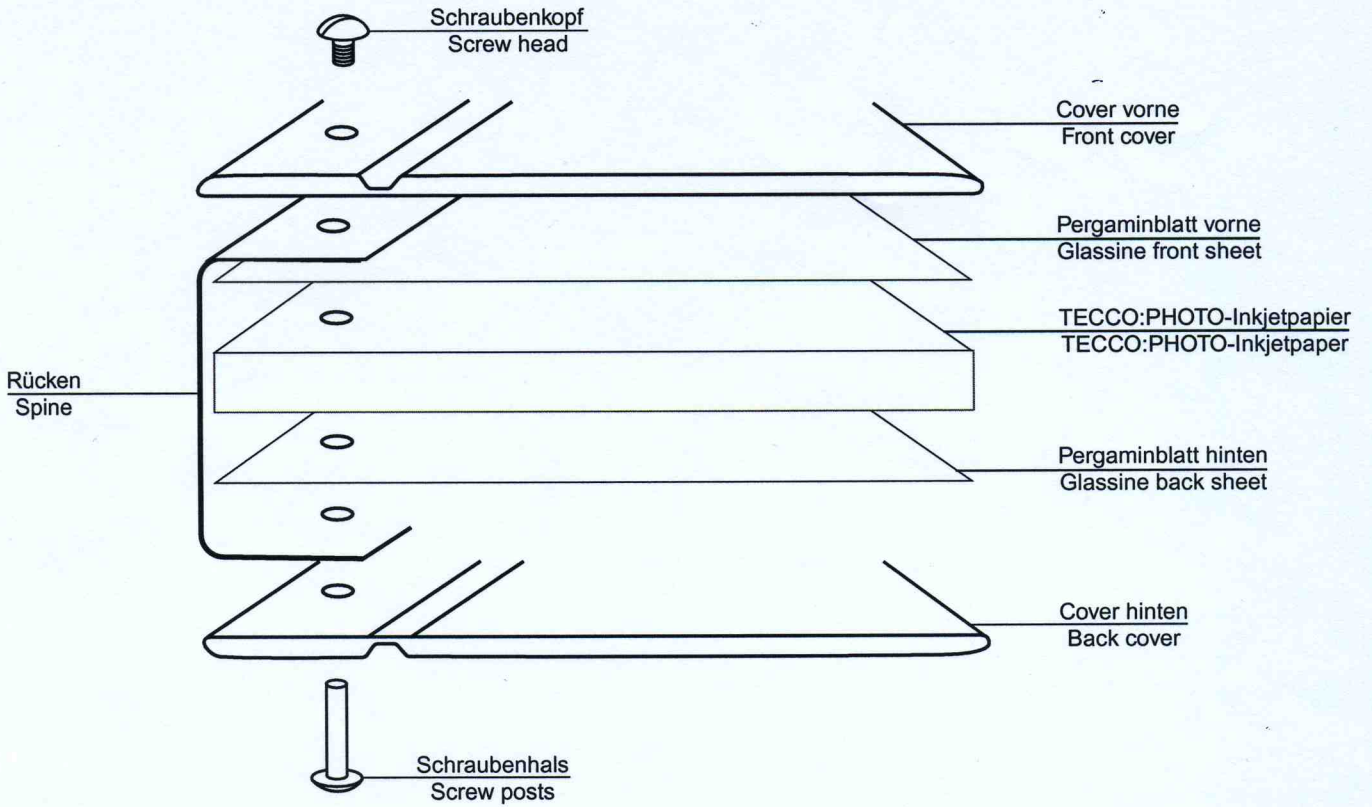 Schraubenkopf
Screw head
Cover vorne
Front cover
Pergaminblatt vorne
Glassine front sheet
TECCO:PHOTO-Inkjetpapier
TECCO:PHOTO-Inkjetpaper
Rücken
Spine
Pergaminblatt hinten
Glassine back sheet
Cover hinten
Back cover
Schraubenhals
Screw posts